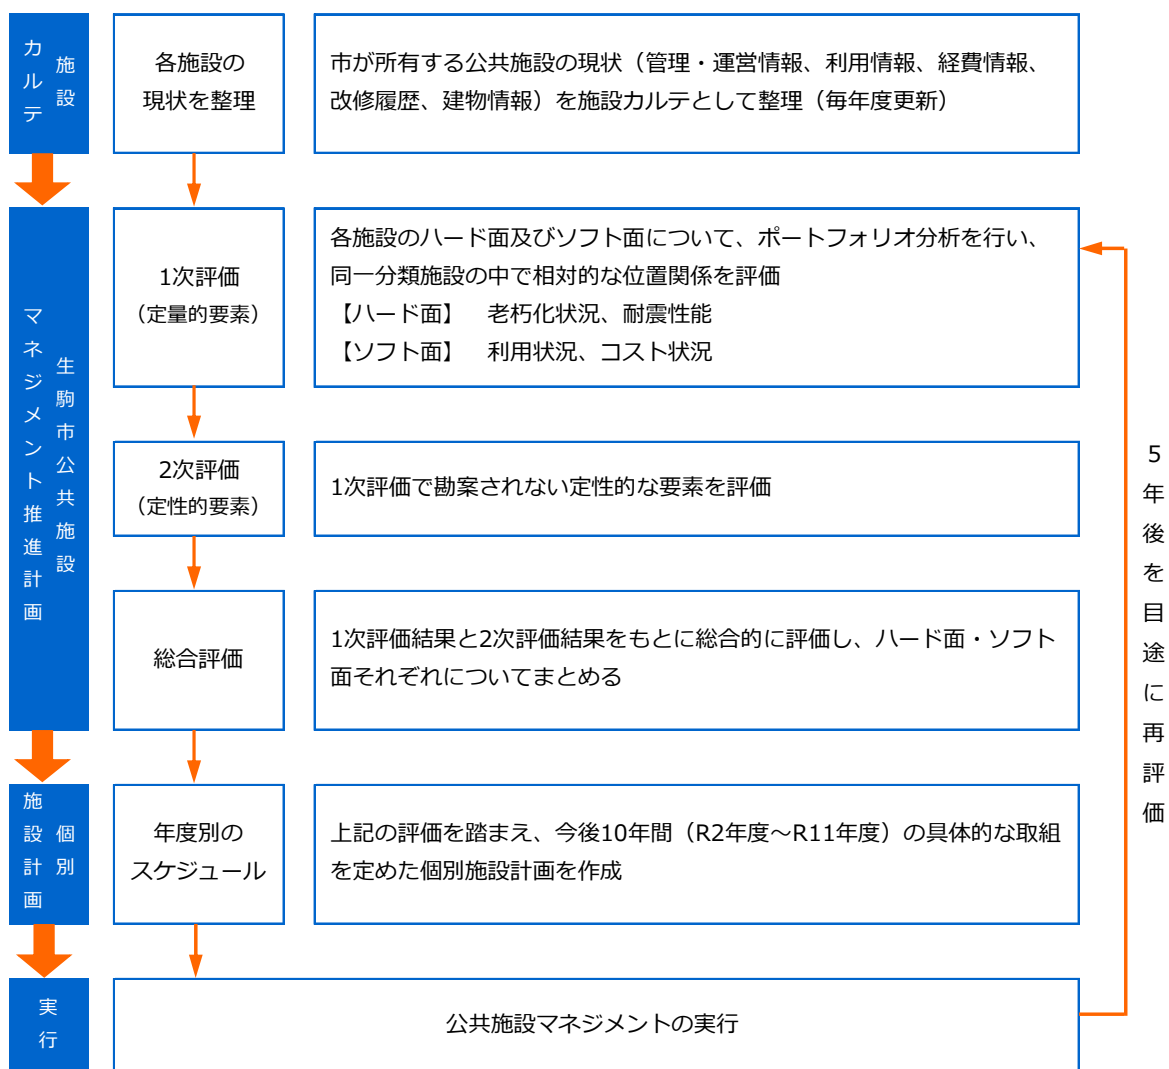 施設
カルテ
各施設の
現状を整理
市が所有する公共施設の現状（管理・運営情報、利用情報、経費情報、
改修履歴、建物情報）を施設カルテとして整理（毎年度更新）
生駒市公共施設
マネジメント推進計画
1次評価
（定量的要素）
各施設のハード面及びソフト面について、ポートフォリオ分析を行い、
同一分類施設の中で相対的な位置関係を評価
【ハード面】　老朽化状況、耐震性能
【ソフト面】　利用状況、コスト状況
2次評価
（定性的要素）
1次評価で勘案されない定性的な要素を評価
総合評価
1次評価結果と2次評価結果をもとに総合的に評価し、ハード面・ソフト
面それぞれについてまとめる
個別
施設計画
年度別の
スケジュール
上記の評価を踏まえ、今後10年間（R2年度～R11年度）の具体的な取組
を定めた個別施設計画を作成
実行
公共施設マネジメントの実行
5年後を目途に再評価